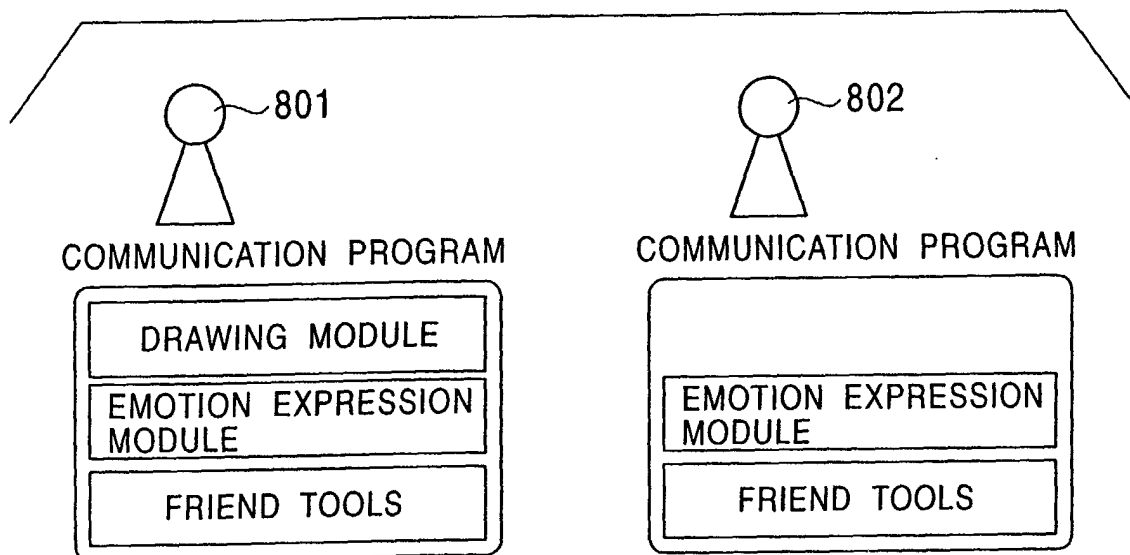 801
802
COMMUNICATION PROGRAM
COMMUNICATION PROGRAM
DRAWING MODULE
EMOTION EXPRESSION
MODULE
FRIEND TOOLS
EMOTION EXPRESSION
MODULE
FRIEND TOOLS